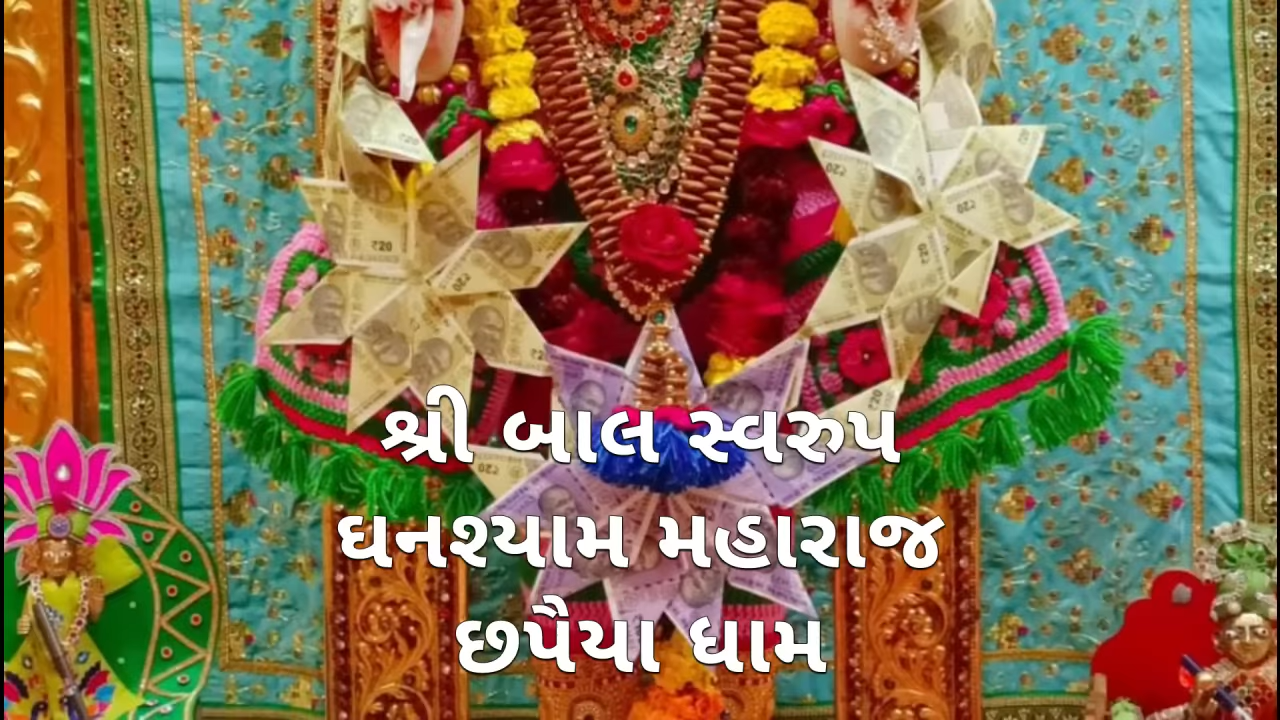 શ્રી બાલ સ્વરુપ
ઘનશ્યામ મહારાજ
છપૈયા ધામ